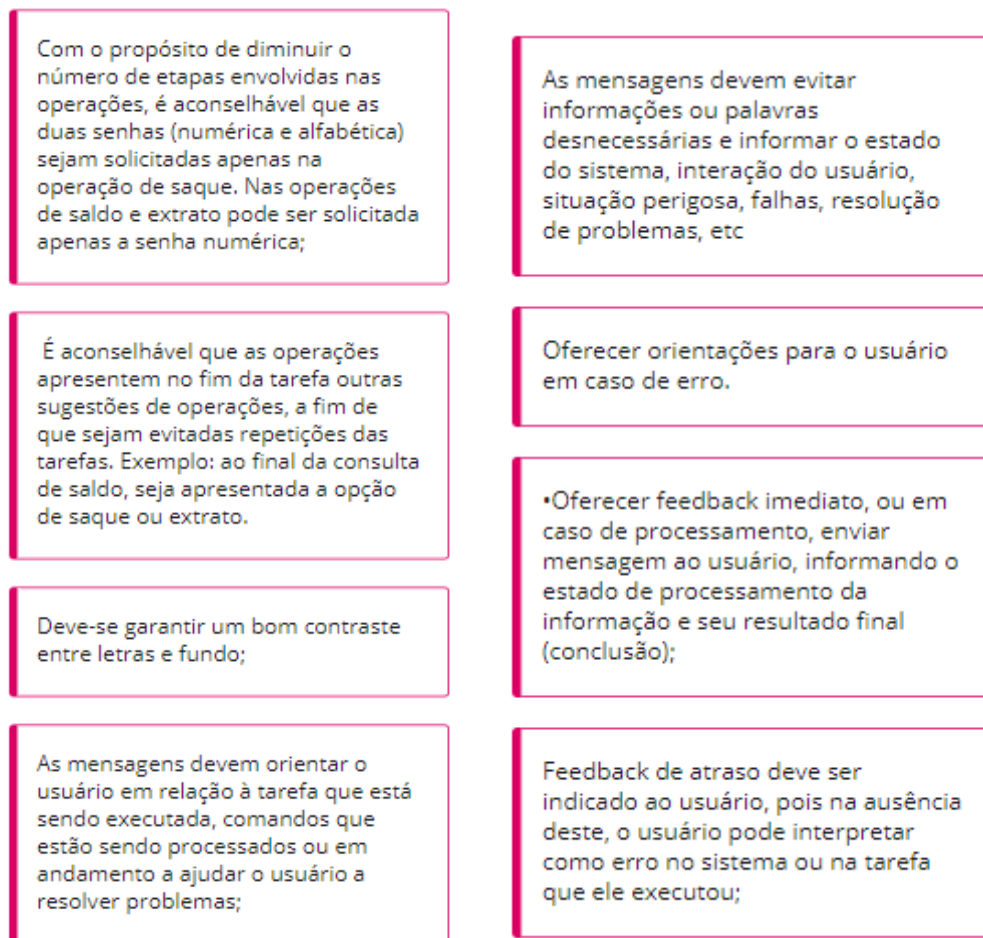 Com o propósito de diminuir o
número de etapas envolvidas nas
operações, é aconselhável que as
duas senhas (numérica e alfabética)
sejam solicitadas apenas na
operação de saque. Nas operações
de saldo e extrato pode ser solicitada
apenas a senha numérica;
É aconselhável que as operações
apresentem no fim da tarefa outras
sugestões de operações, a fim de
que sejam evitadas repetições das
tarefas. Exemplo: ao final da consulta
de saldo, seja apresentada a opção
de saque ou extrato.
Deve-se garantir um bom contraste
entre letras e fundo;
As mensagens devem orientar o
usuário em relação à tarefa que está
sendo executada, comandos que
estão sendo processados ou em
andamento a ajudar o usuário a
resolver problemas;
As mensagens devem evitar
informações ou palavras
desnecessárias e informar o estado
do sistema, interação do usuário,
situação perigosa, falhas, resolução
de problemas, etc
Oferecer orientações para o usuário
em caso de erro.
•Oferecer feedback imediato, ou em
caso de processamento, enviar
mensagem ao usuário, informando o
estado de processamento da
informação e seu resultado final
(conclusão);
Feedback de atraso deve ser
indicado ao usuário, pois na ausência
deste, o usuário pode interpretar
como erro no sistema ou na tarefa
que ele executou;